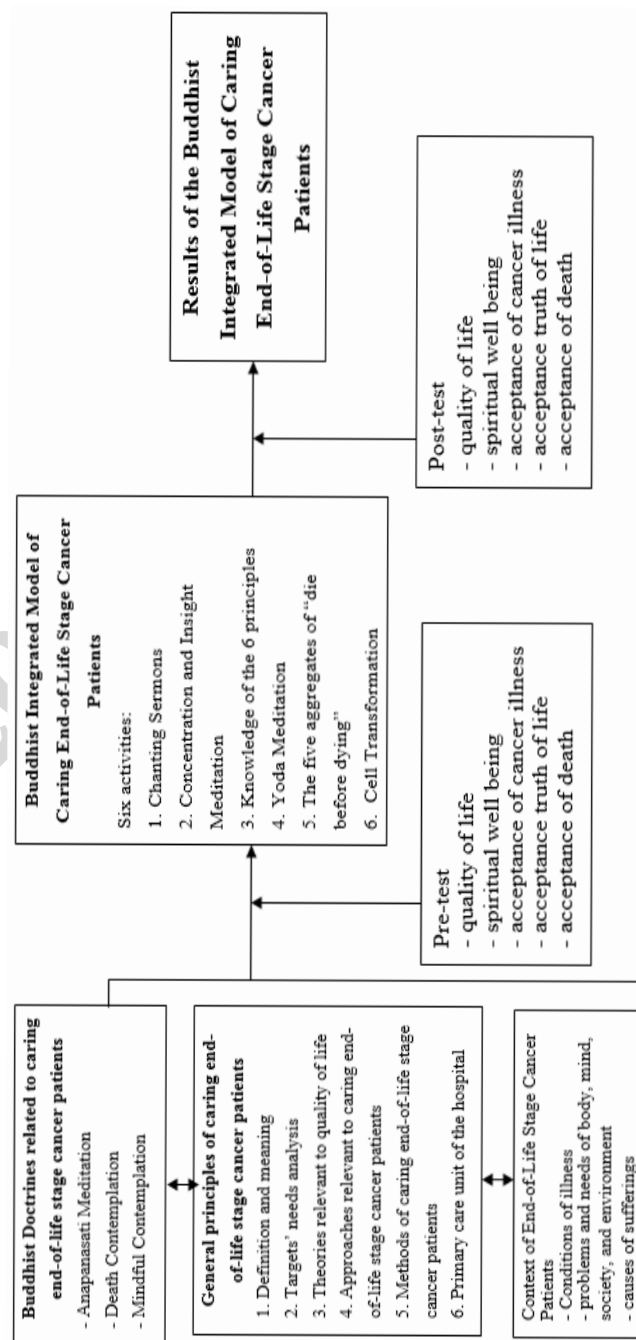 Buddhist Doctrines related to caring
end-of-life stage cancer patients
- Anapanasati Meditation
- Death Contemplation
- Mindful Contemplation
General principles of caring end-
of-life stage cancer patients
1. Definition and meaning
2. Targets' needs analysis
3. Theories relevant to quality of life
4. Approaches relevant to caring end-
of-life stage cancer patients
5. Methods of caring end-of-life stage
cancer patients
6. Primary care unit of the hospital
Context of End-of-Life Stage Cancer
Patients
- Conditions of illness
- problems and needs of body, mind,
society, and environment
- causes of sufferings
Pre-test
- quality of life
- spiritual well being
- acceptance of cancer illness
- acceptance truth of life
- acceptance of death
Buddhist Integrated Model of
Caring End-of-Life Stage Cancer
Patients
Six activities:
1. Chanting Sermons
2. Concentration and Insight
Meditation
3. Knowledge of the 6 principles
4. Yoda Meditation
5. The five aggregates of "die
before dying"
6. Cell Transformation
Post-test
- quality of life
- spiritual well being
- acceptance of cancer illness
- acceptance truth of life
- acceptance of death
Results of the Buddhist
Integrated Model of Caring
End-of-Life Stage Cancer
Patients